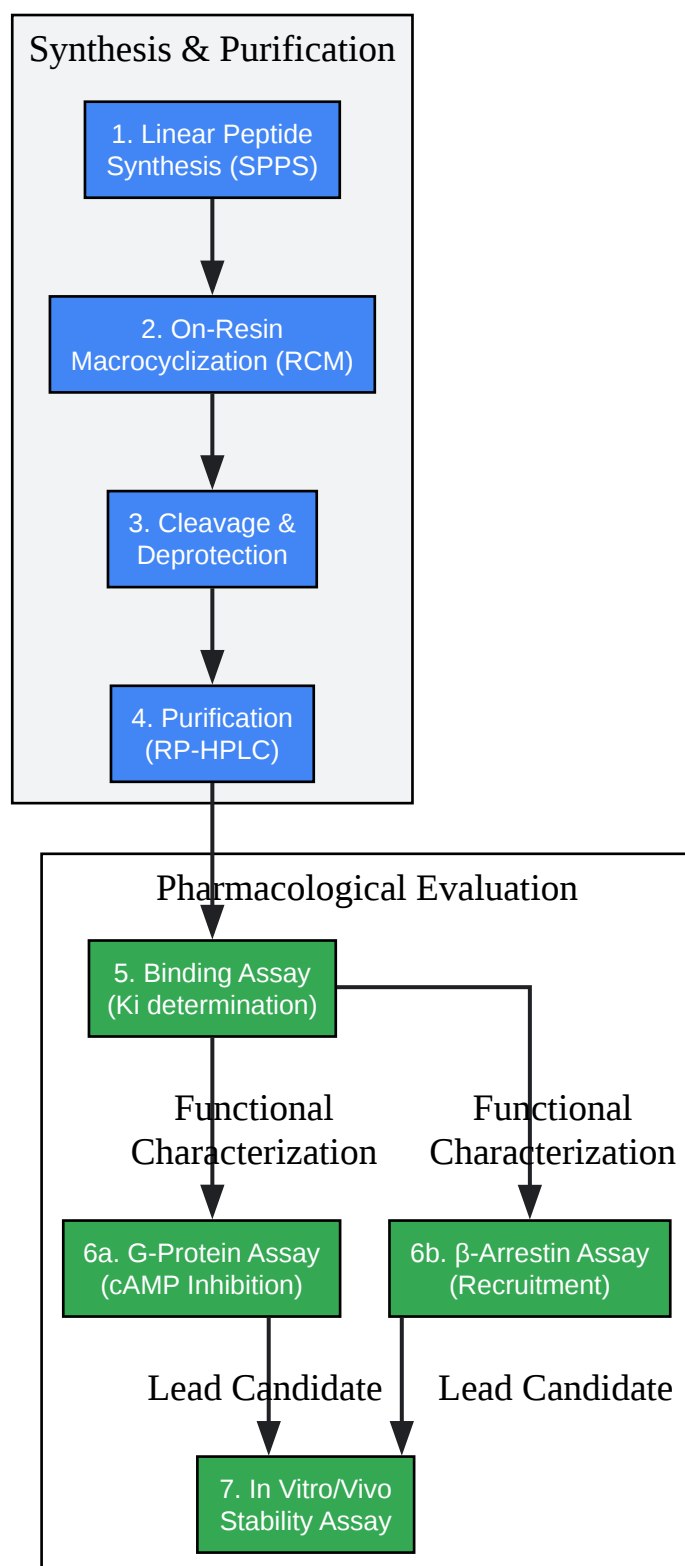 Synthesis & Purification
1. Linear Peptide
Synthesis (SPPS)
2. On-Resin
Macrocyclization (RCM)
3. Cleavage &
Deprotection
4. Purification
(RP-HPLC)
Pharmacological Evaluation
5. Binding Assay
(Ki determination)
Functional
Characterization
Functional
Characterization
6a. G-Protein Assay
(cAMP Inhibition)
6b. β-Arrestin Assay
(Recruitment)
Lead Candidate
Lead Candidate
7. In Vitro/Vivo
Stability Assay